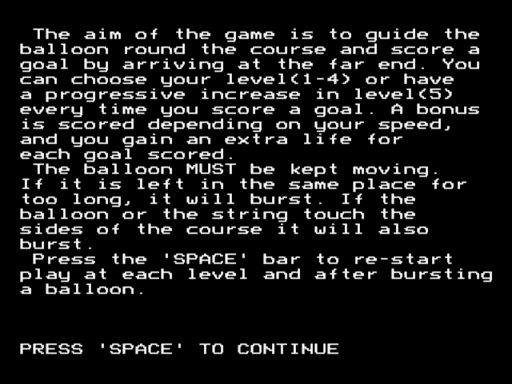 The aim of the game is to guide the
balloon round the course and score a
goal by arriving at the far end. You
can choose your level(1-4) or have
a progressive increase in level(5)
every time you score a goal. A bonus
is scored depending on your speed,
and you gain an extra life for
each goal scored.
The balloon MUST be kept moving.
If it is left in the same place for
too long, it will burst. If the
balloon or the string touch the
sides of the course it will also
burst.
Press the 'SPACE' bar to re-start
play at each level and after bursting
a balloon.
PRESS 'SPACE' TO CONTINUE